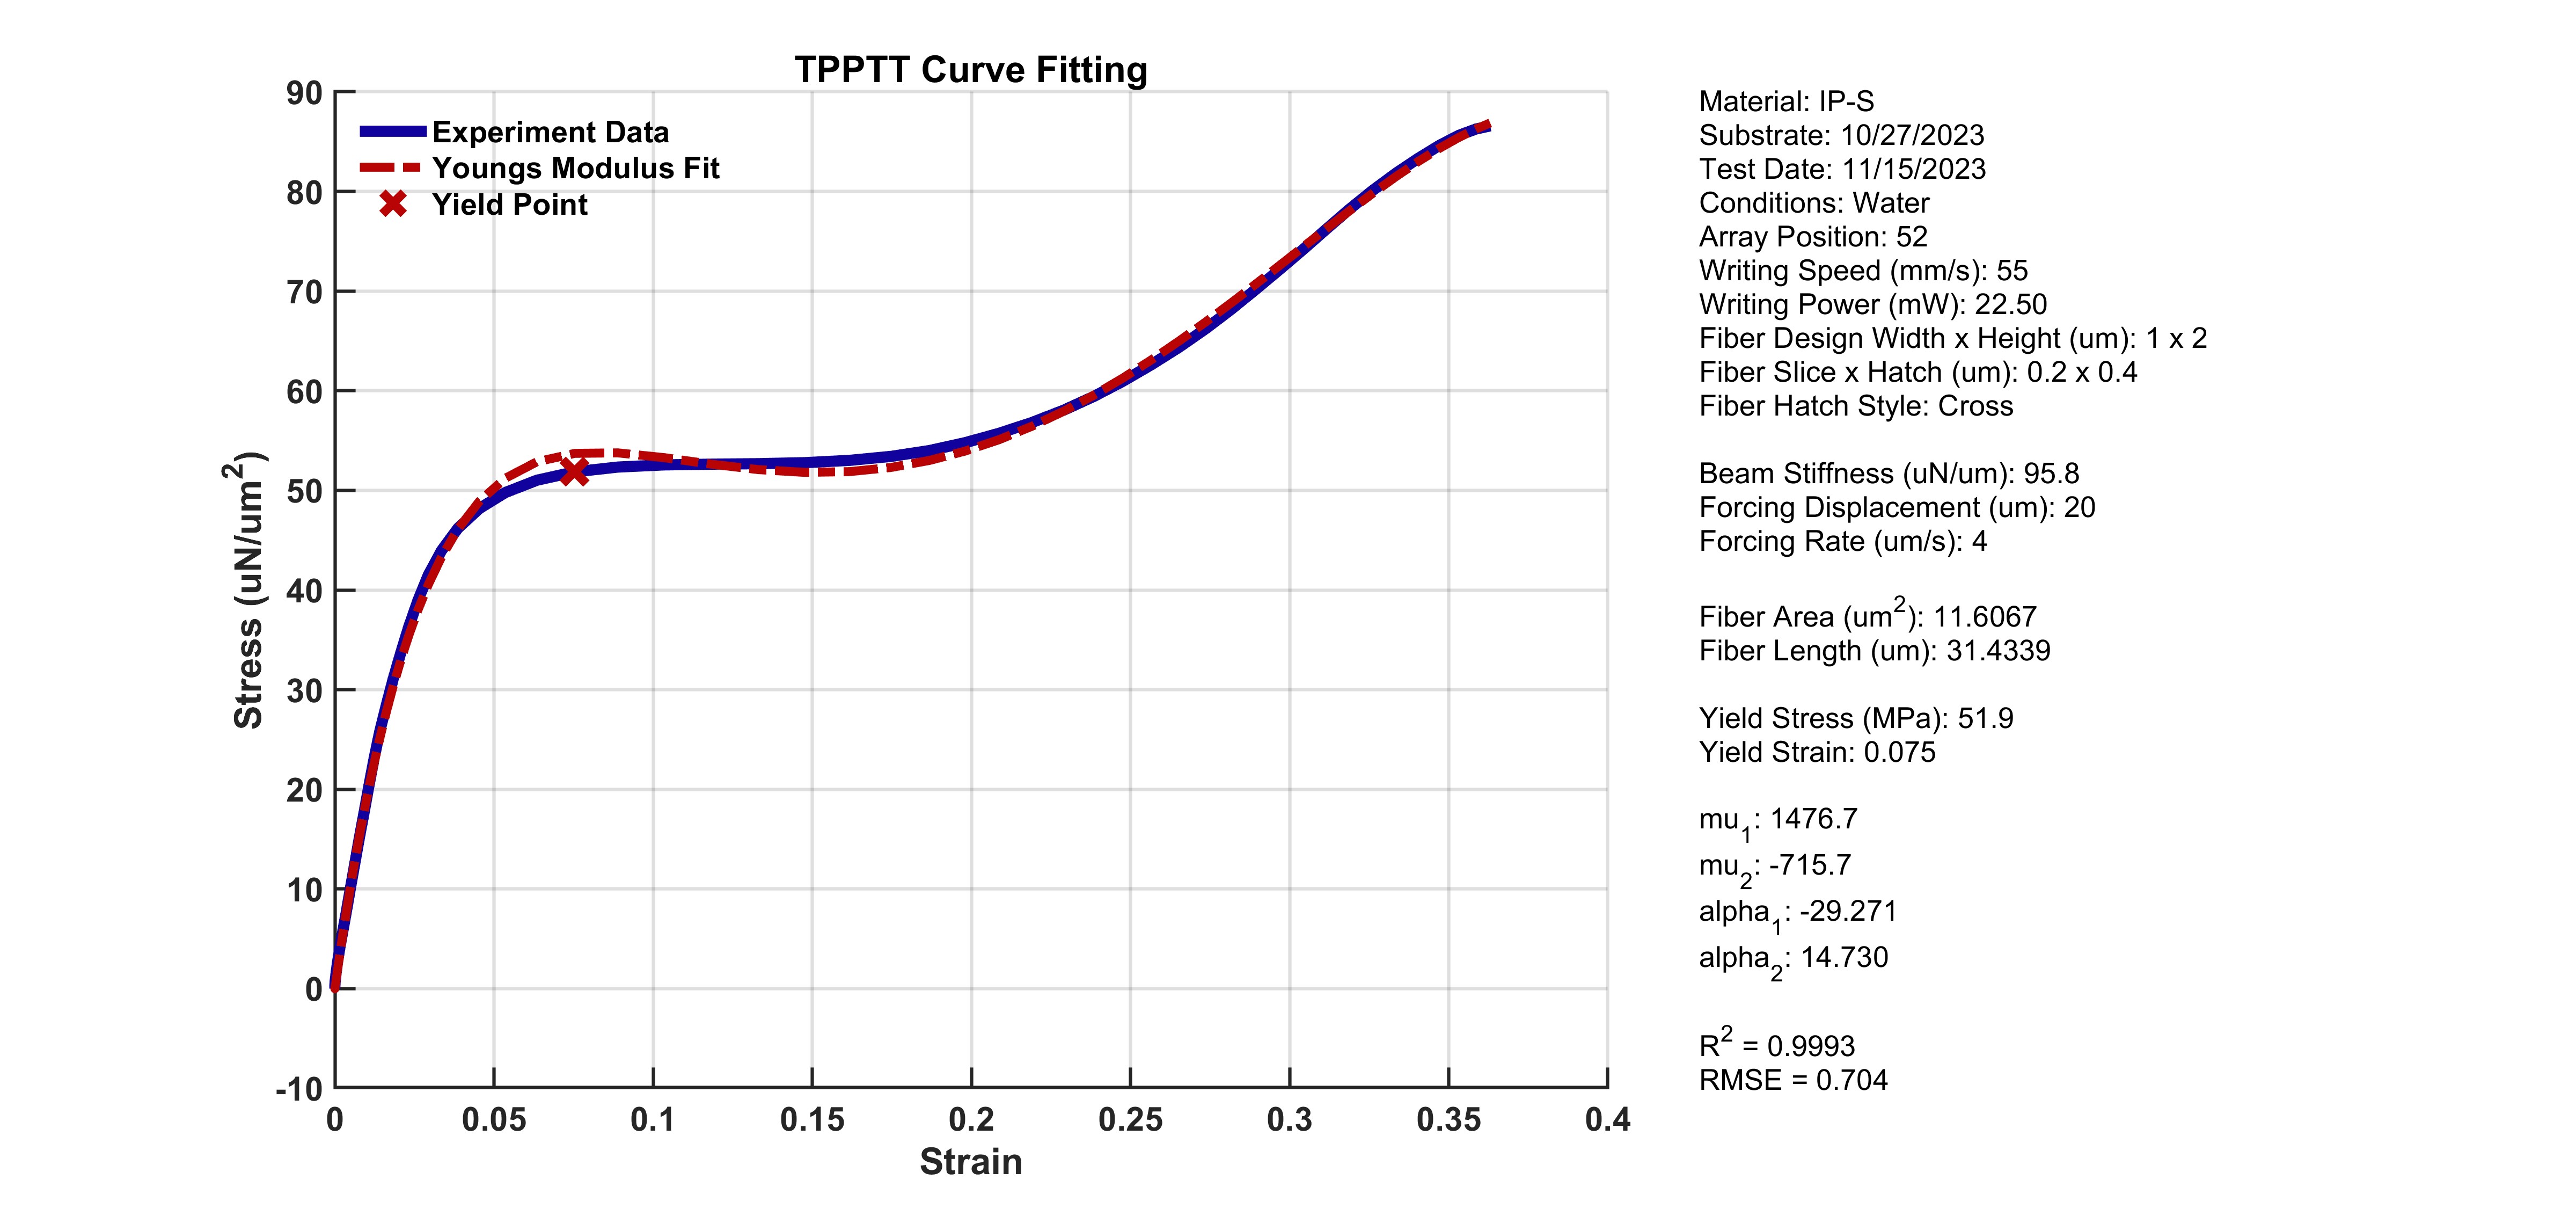 TPPTT Curve Fitting
Experiment Data
Youngs Modulus Fit
Yield Point
90
80
70
60
50
40
30
20
10
0
-10
0 0.05 0.1 0.15 0.2 0.25 0.3 0.35 0.4
Strain
Stress (uN/um²)
Material: IP-S
Substrate: 10/27/2023
Test Date: 11/15/2023
Conditions: Water
Array Position: 52
Writing Speed (mm/s): 55
Writing Power (mW): 22.50
Fiber Design Width x Height (um): 1 x 2
Fiber Slice x Hatch (um): 0.2 x 0.4
Fiber Hatch Style: Cross
Beam Stiffness (uN/um): 95.8
Forcing Displacement (um): 20
Forcing Rate (um/s): 4
Fiber Area (um²): 11.6067
Fiber Length (um): 31.4339
Yield Stress (MPa): 51.9
Yield Strain: 0.075
mu₁: 1476.7
mu₂: -715.7
alpha₁: -29.271
alpha₂: 14.730
R² = 0.9993
RMSE = 0.704